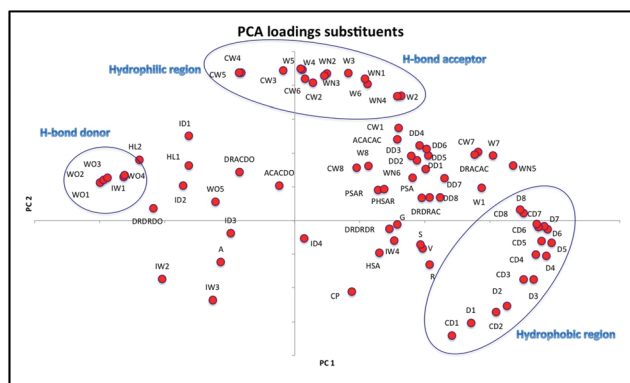 PCA loadings substituents
CW4 W5 W4 WN2 W3 H-bond acceptor
Hydrophilic region
CW5 CW3 WN3 WN1
CW6 CW2 W6 WN4 W2
H-bond donor
ID1 CW1 DD4
HL2 ACACAC DD6
WO3 DD3 DD5 CW7 W7
WO2 HL1 DRACDO W8 DD2
WO1 IW1 WO4 ACACDO CW8 WN6 DD1 DRACAC WN5
ID2 WO5 PSAR PSA DD7
PHSAR DD8 W1
DRDRDO DRDRAC D8
PC 2
ID3 G CD8 CD7 D7
DRDRDR S CD6 D6
A ID4 IW4 V CD5 D5
HSA CD4 D4
IW2 R CD3
IW3 CP D2 D3
D1
CD1 CD2
Hydrophobic region
PC 1